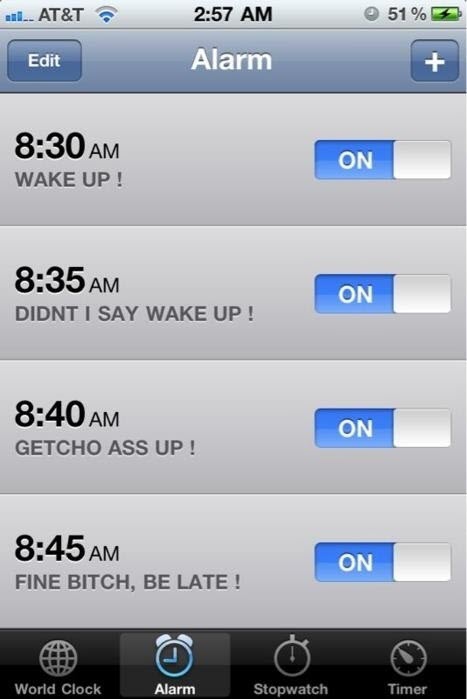 AT&T 2:57 AM 51%
Edit Alarm +
8:30 AM
WAKE UP !
ON
8:35 AM
DIDNT I SAY WAKE UP !
ON
8:40 AM
GETCHO ASS UP !
ON
8:45 AM
FINE BITCH, BE LATE !
ON
World Clock Alarm Stopwatch Timer